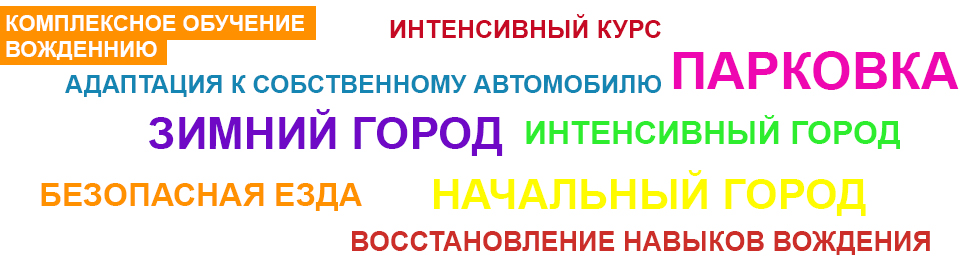 КОМПЛЕКСНОЕ ОБУЧЕНИЕ
ВОЖДЕННИЮ
ИНТЕНСИВНЫЙ КУРС
АДАПТАЦИЯ К СОБСТВЕННОМУ АВТОМОБИЛЮ
ПАРКОВКА
ЗИМНИЙ ГОРОД
ИНТЕНСИВНЫЙ ГОРОД
БЕЗОПАСНАЯ ЕЗДА
НАЧАЛЬНЫЙ ГОРОД
ВОССТАНОВЛЕНИЕ НАВЫКОВ ВОЖДЕНИЯ